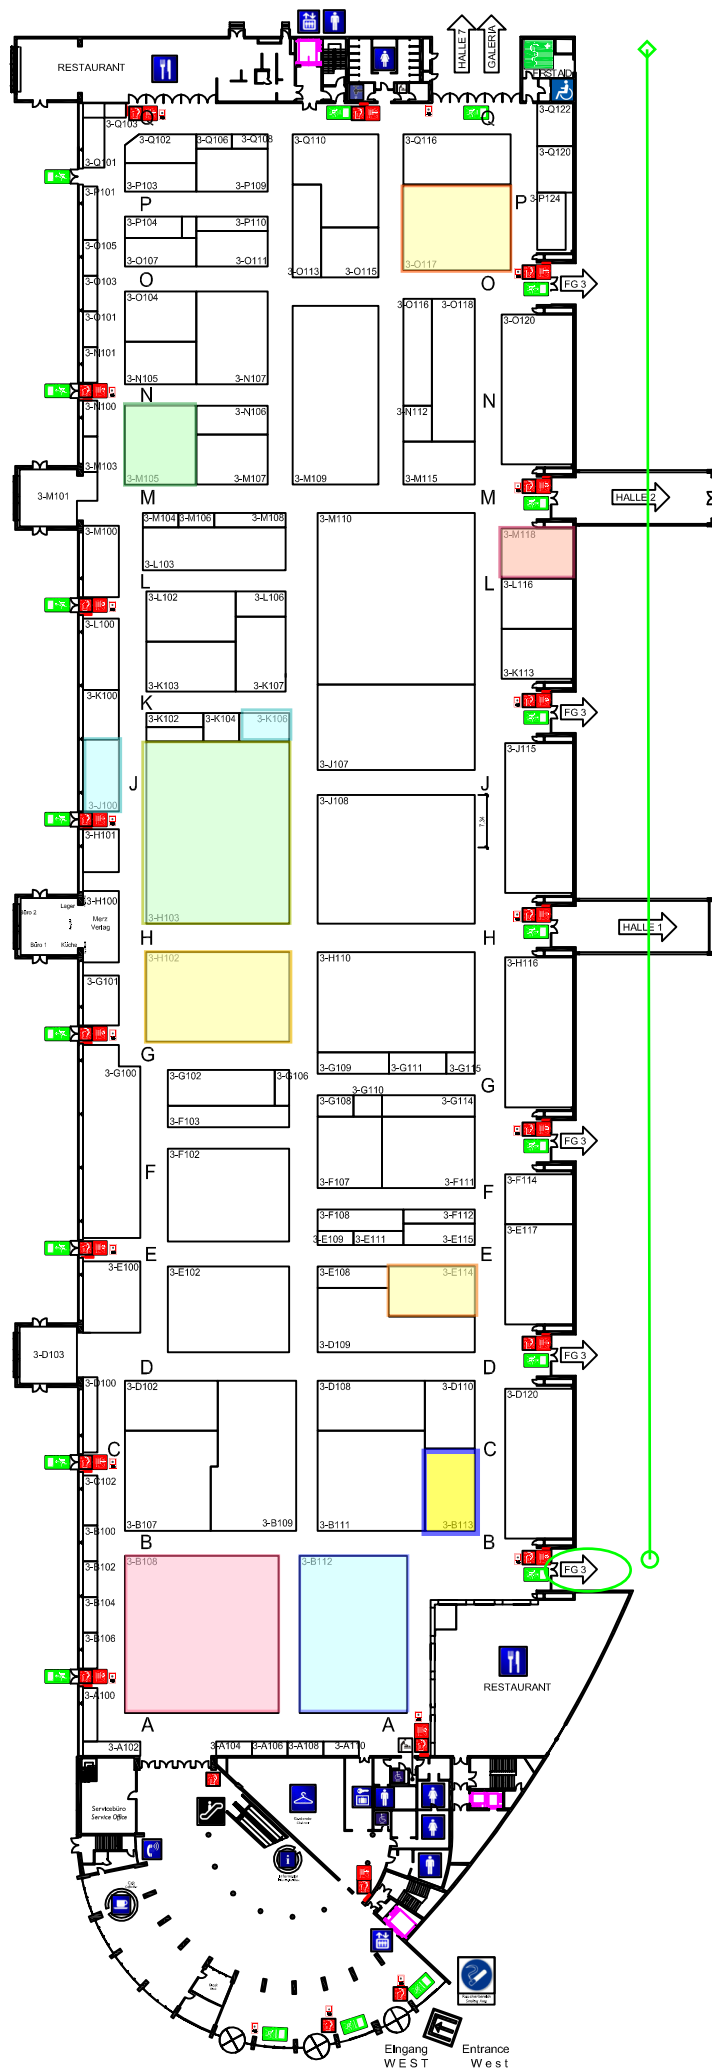 HALLE 7
GALERIA
RESTAURANT
FIRST AID
Q
Q
3-Q103
3-Q102
3-Q106
3-Q108
3-Q110
3-Q116
3-Q122
3-Q101
3-Q120
3-P103
3-P109
3-P101
P
P
3-P124
3-P104
3-P110
3-O105
3-O107
3-O111
3-O113
3-O115
3-O117
O
O
FG 3
3-O103
3-O104
3-O116
3-O118
3-O101
3-O120
3-N101
3-N105
3-N107
N
N
3-N100
3-N106
3-N112
3-M103
3-M105
3-M107
3-M109
3-M115
3-M101
M
M
HALLE 2
3-M104
3-M106
3-M108
3-M110
3-M100
3-M118
3-L103
L
L
3-L116
3-L102
3-L106
3-L100
3-K113
3-K103
3-K107
3-K100
K
FG 3
3-K102
3-K104
3-K106
3-J115
3-J107
J
J
3-J100
3-J108
7.34
3-H101
3-H100
Lager
Büro 2
Merz
Verlag
3-H103
HALLE 1
H
H
Büro 1
Küche
3-H102
3-H110
3-H116
3-G101
G
3-G109
3-G111
3-G115
3-G100
3-G102
3-G106
G
3-G110
3-G108
3-G114
3-F103
FG 3
3-F102
F
3-F107
3-F111
F
3-F114
3-F108
3-F112
3-E117
3-E109
3-E111
3-E115
E
E
3-E100
3-E102
3-E108
3-E114
3-D109
3-D103
D
D
FG 3
3-D100
3-D102
3-D108
3-D110
3-D120
C
C
3-C102
3-B100
3-B107
3-B109
3-B111
3-B113
B
B
3-B102
3-B108
3-B112
FG 3
3-B104
3-B106
RESTAURANT
3-A100
A
A
3-A102
3-A104
3-A106
3-A108
3-A110
Servicebüro
Service Office
Eingang
WEST
Entrance
West